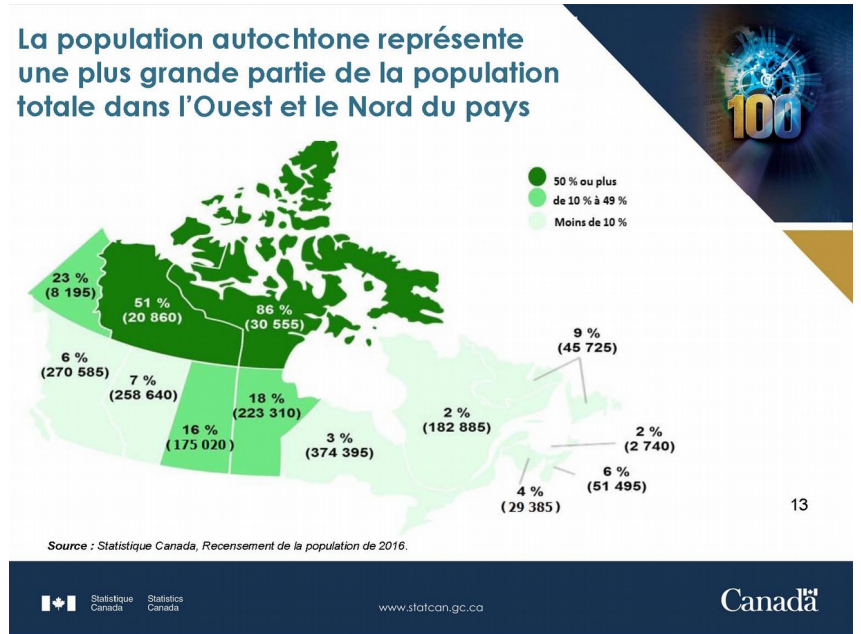 La population autochtone représente
une plus grande partie de la population
totale dans l'Ouest et le Nord du pays
100
50 % ou plus
de 10 % à 49 %
Moins de 10 %
23 %
(8 195)
51 %
(20 860)
86 %
(30 555)
6 %
(270 585)
7 %
(258 640)
16 %
(175 020)
18 %
(223 310)
3 %
(374 395)
2 %
(182 885)
9 %
(45 725)
2 %
(2 740)
6 %
(51 495)
4 %
(29 385)
13
Source : Statistique Canada, Recensement de la population de 2016.
Statistique Statistics
Canada Canada
www.statcan.gc.ca
Canada